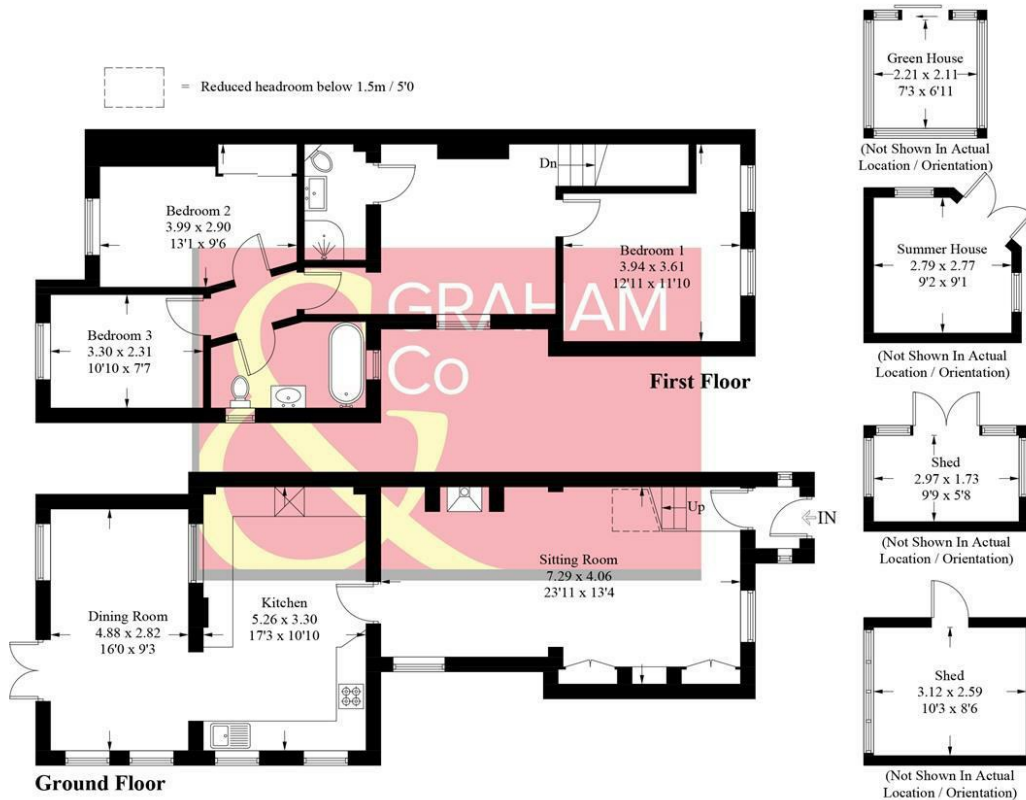 = Reduced headroom below 1.5m / 5'0
Green House
2.21 x 2.11
7'3 x 6'11
(Not Shown In Actual
Location / Orientation)
Dn
Bedroom 2
3.99 x 2.90
13'1 x 9'6
Bedroom 1
3.94 x 3.61
12'11 x 11'10
Summer House
2.79 x 2.77
9'2 x 9'1
(Not Shown In Actual
Location / Orientation)
Bedroom 3
3.30 x 2.31
10'10 x 7'7
&
GRAHAM
Co
First Floor
Shed
2.97 x 1.73
9'9 x 5'8
(Not Shown In Actual
Location / Orientation)
Up
IN
Sitting Room
7.29 x 4.06
23'11 x 13'4
Dining Room
4.88 x 2.82
16'0 x 9'3
Kitchen
5.26 x 3.30
17'3 x 10'10
Shed
3.12 x 2.59
10'3 x 8'6
(Not Shown In Actual
Location / Orientation)
Ground Floor